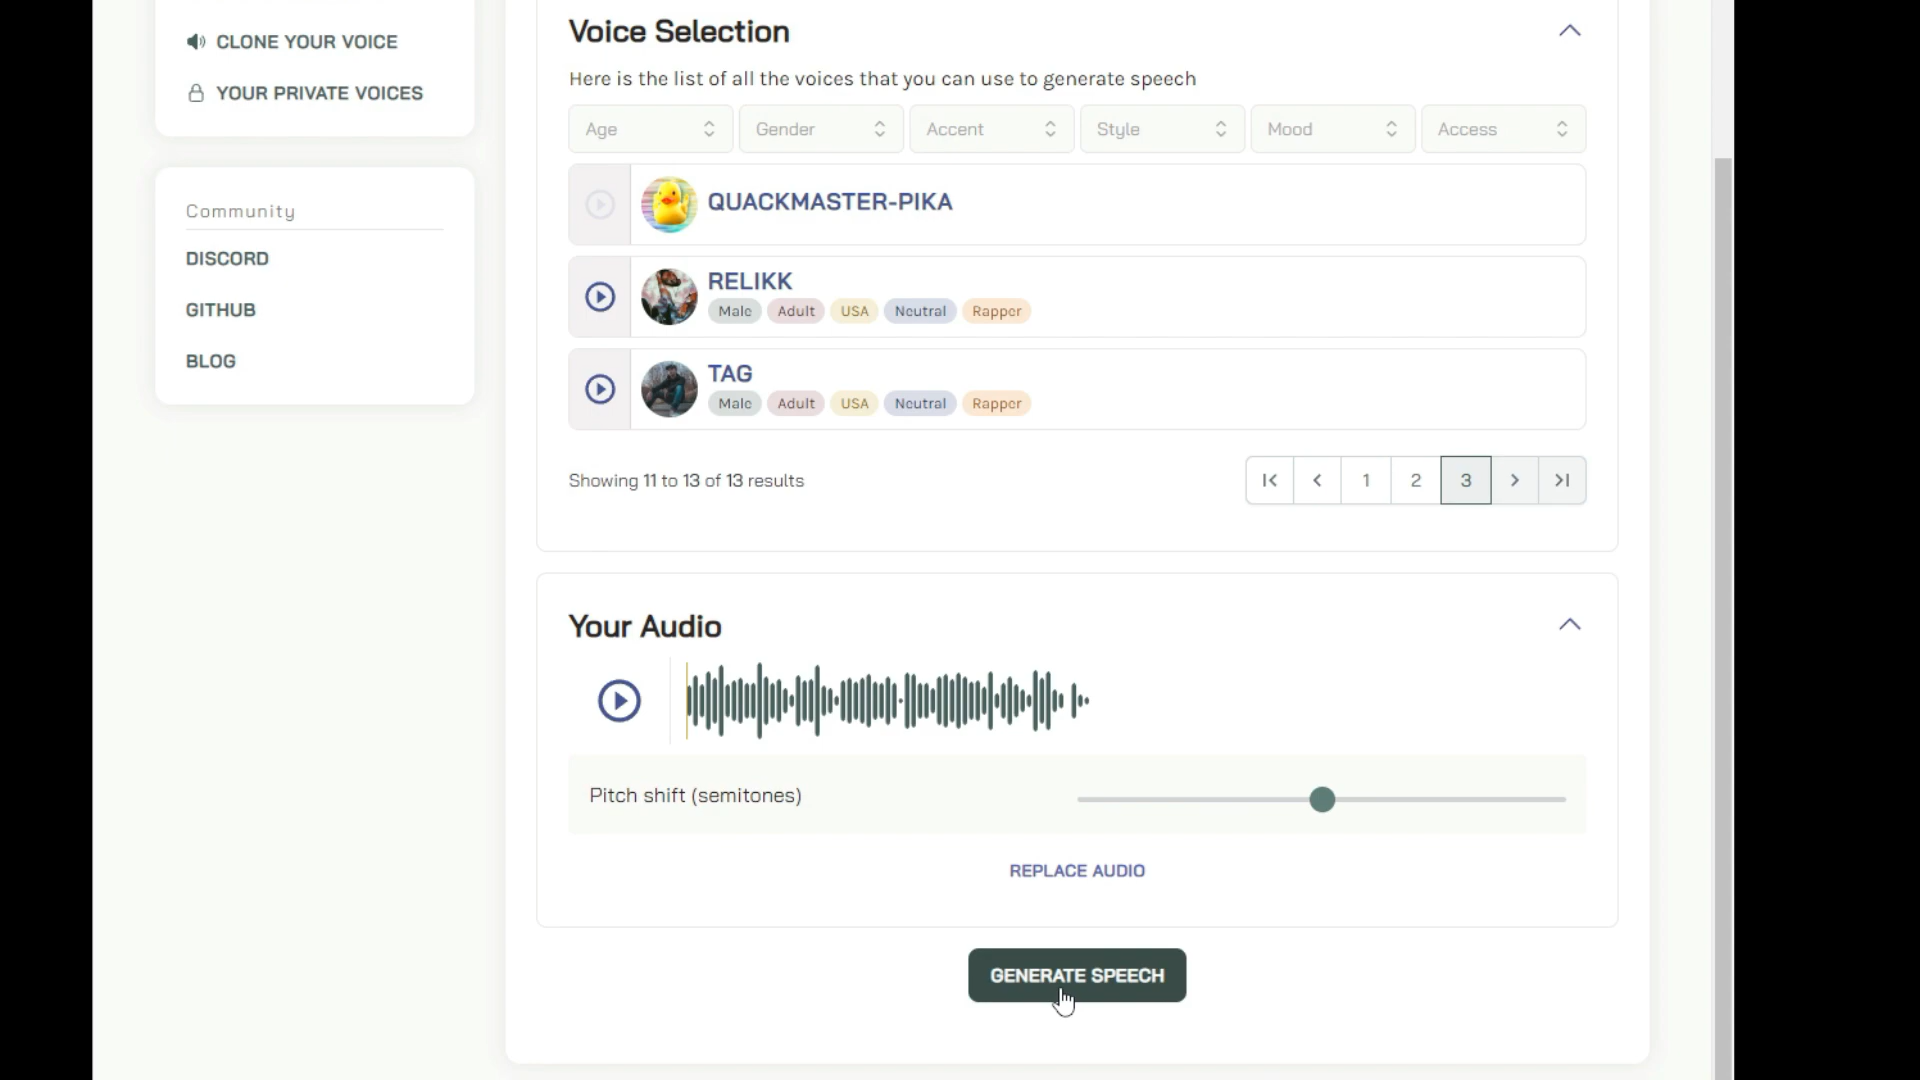 CLONE YOUR VOICE
YOUR PRIVATE VOICES
Community
DISCORD
GITHUB
BLOG
Voice Selection
Here is the list of all the voices that you can use to generate speech
Age Gender Accent Style Mood Access
QUACKMASTER-PIKA
RELIKK
Male Adult USA Neutral Rapper
TAG
Male Adult USA Neutral Rapper
Showing 11 to 13 of 13 results
1 2 3
Your Audio
Pitch shift (semitones)
REPLACE AUDIO
GENERATE SPEECH